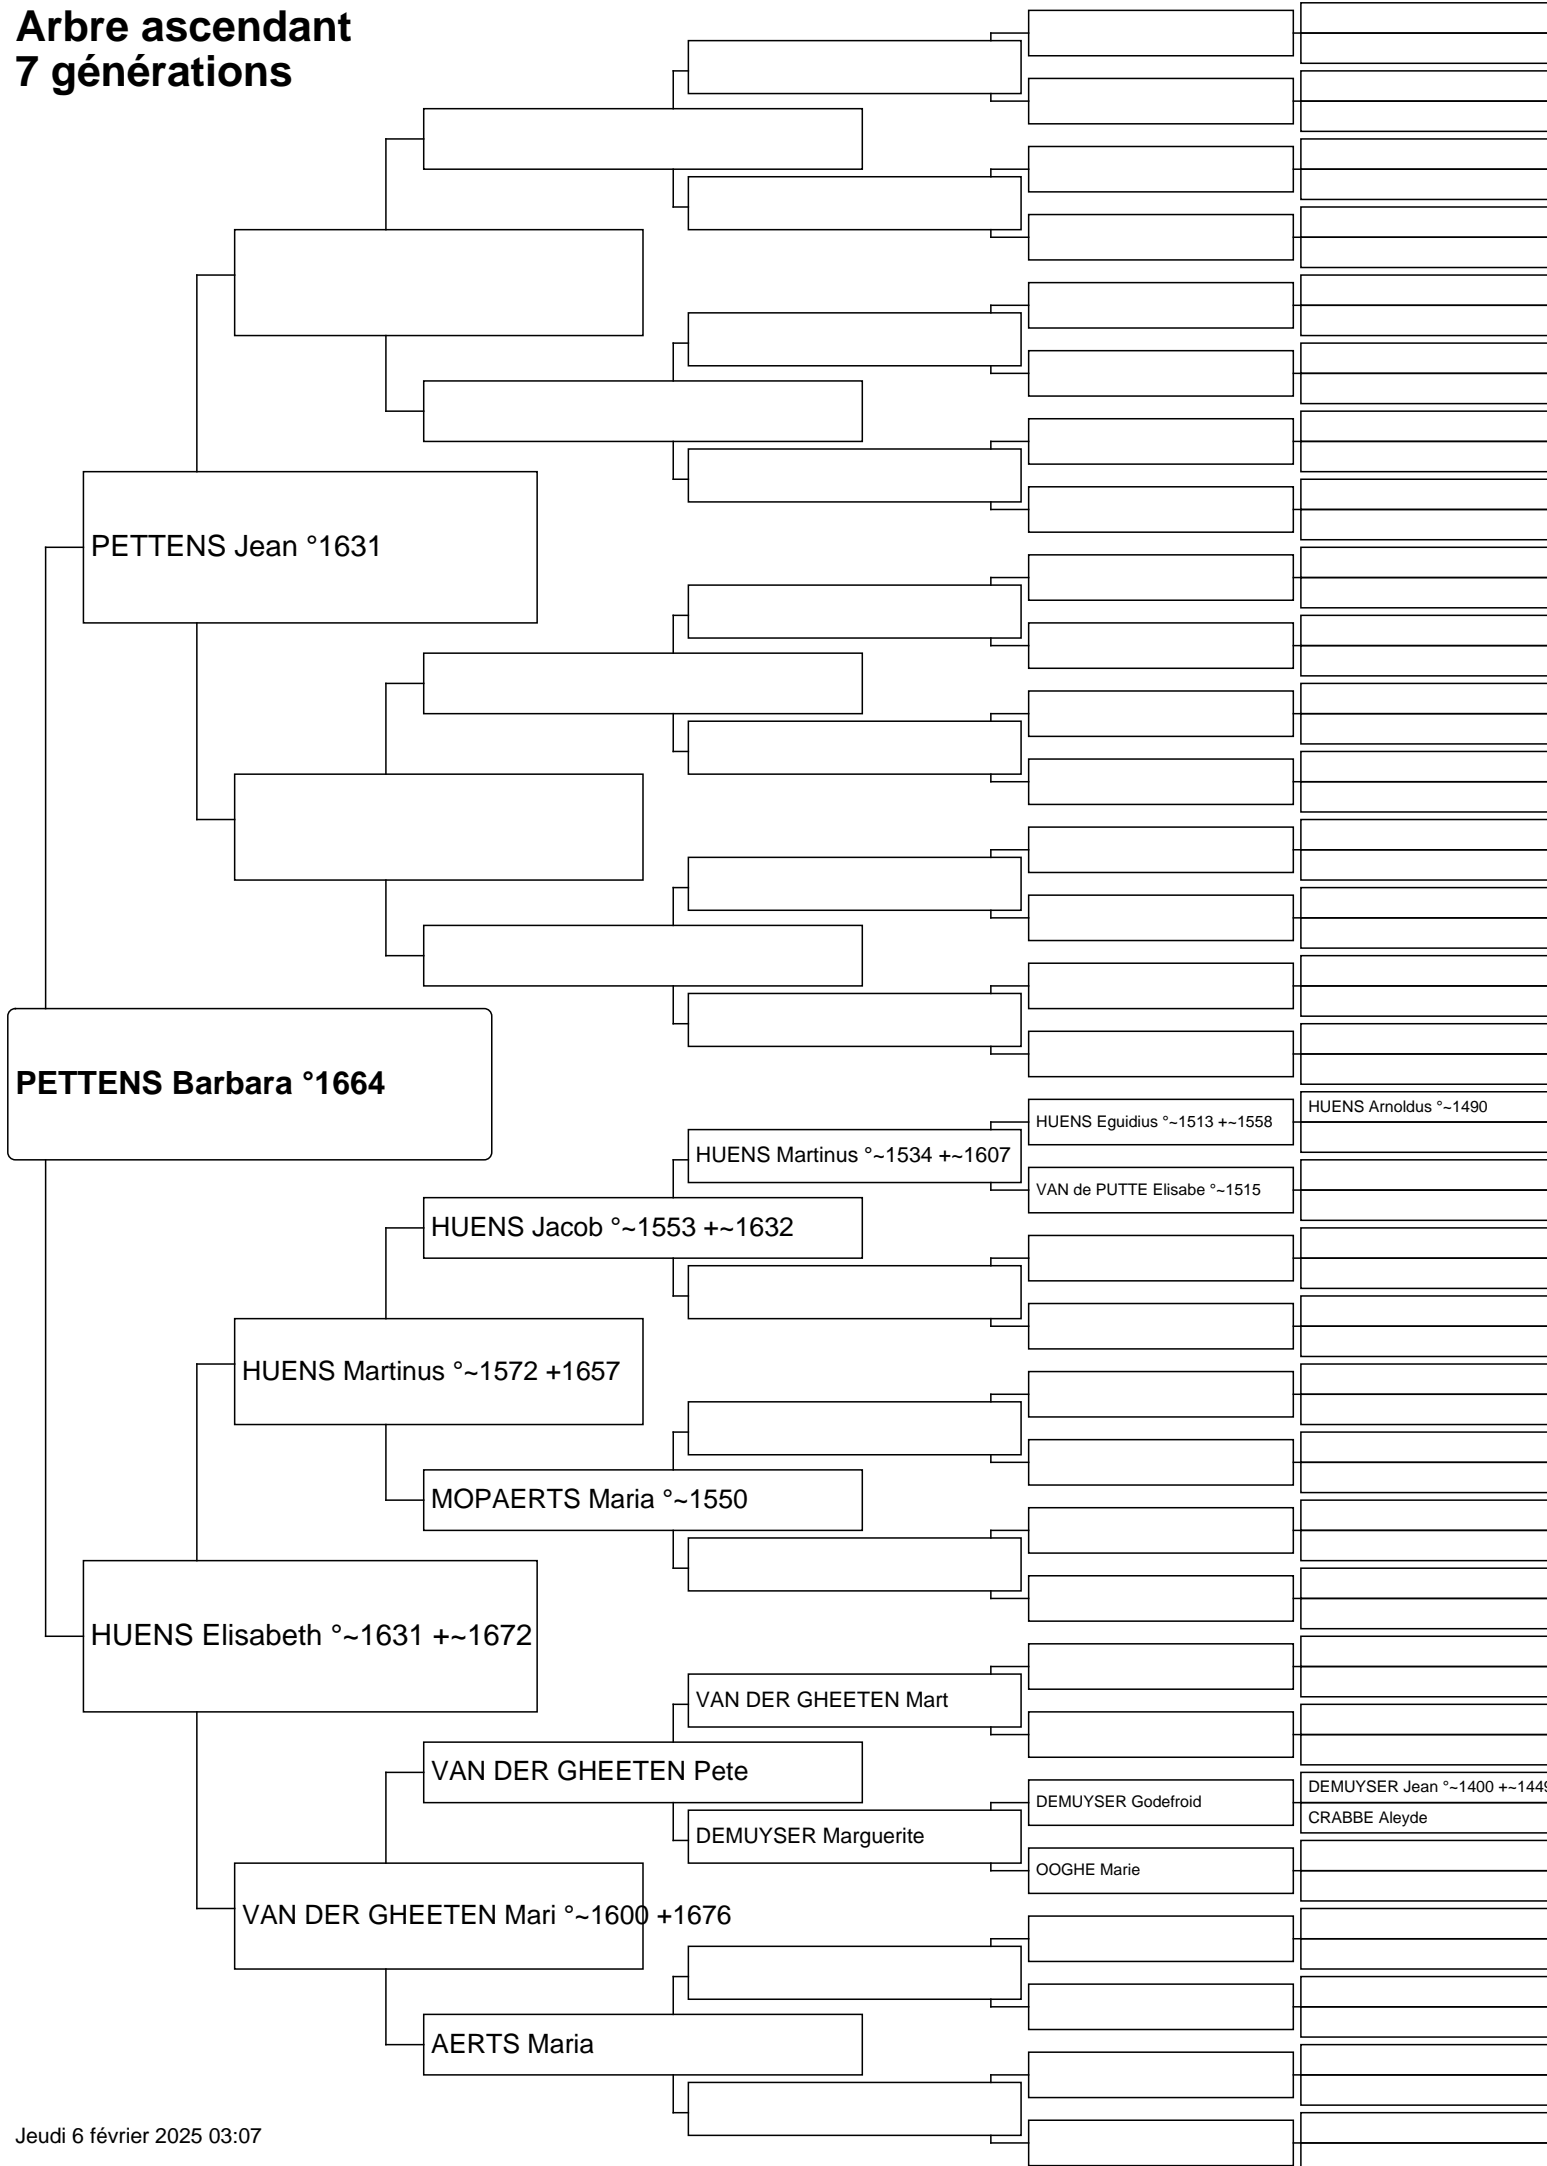 Arbre ascendant
7 générations
PETTENS Jean °1631
PETTENS Barbara °1664
HUENS Arnoldus °~1490
HUENS Eguidius °~1513 +~1558
HUENS Martinus °~1534 +~1607
VAN de PUTTE Elisabe °~1515
HUENS Jacob °~1553 +~1632
HUENS Martinus °~1572 +1657
MOPAERTS Maria °~1550
HUENS Elisabeth °~1631 +~1672
VAN DER GHEETEN Mart
VAN DER GHEETEN Pete
DEMUYSER Jean °~1400 +~1449
DEMUYSER Godefroid
CRABBE Aleyde
DEMUYSER Marguerite
OOGHE Marie
VAN DER GHEETEN Mari °~1600 +1676
AERTS Maria
Jeudi 6 février 2025 03:07